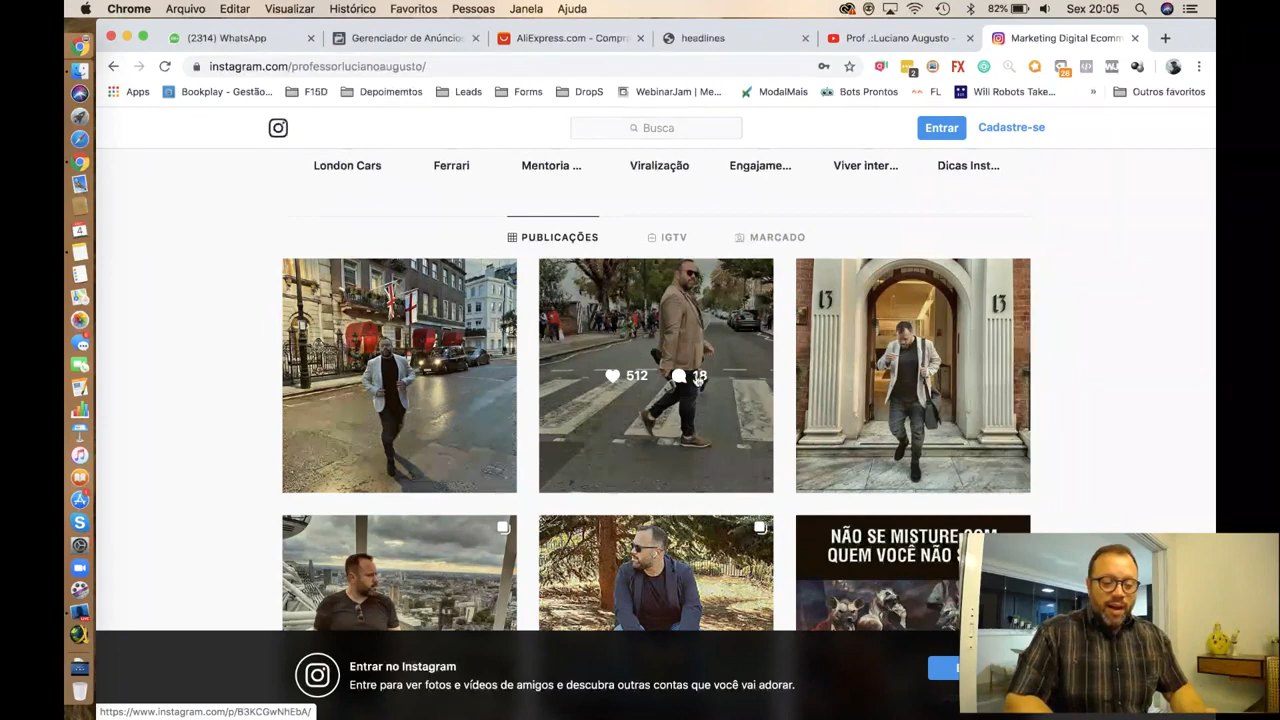 Chrome Arquivo Editar Visualizar Histórico Favoritos Pessoas Janela Ajuda 82% Sex 20:05
(2314) WhatsApp Gerenciador de Anúncios AliExpress.com - Compr headlines Prof .:Luciano Augusto - Marketing Digital Ecomm
instagram.com/professorlucianoaugusto/ 2 FX 26
Apps Bookplay - Gestão... F15D Depoimentos Leads Forms DropS WebinarJam | Me... ModalMais Bots Prontos FL Will Robots Take... » Outros favoritos
Busca Entrar Cadastre-se
London Cars Ferrari Mentoria ... Viralização Engajame... Viver inter... Dicas Inst...
PUBLICAÇÕES IGTV MARCADO
13 13
512 18
NÃO SE MISTURE COM
QUEM VOCÊ NÃO
Entrar no Instagram
Entre para ver fotos e vídeos de amigos e descubra outras contas que você vai adorar.
https://www.instagram.com/p/B3KCGwNhEbA/